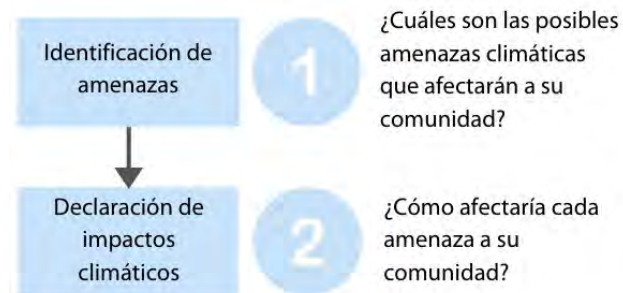 Identificación de
amenazas
1
¿Cuáles son las posibles
amenazas climáticas
que afectarán a su
comunidad?
Declaración de
impactos
climáticos
2
¿Cómo afectaría cada
amenaza a su
comunidad?